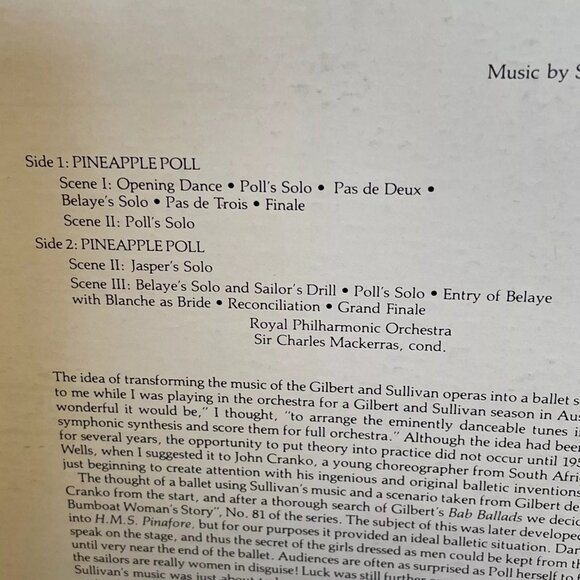 Music by
Side 1: PINEAPPLE POLL
Scene I: Opening Dance • Poll's Solo • Pas de Deux •
Belaye's Solo • Pas de Trois • Finale
Scene II: Poll's Solo
Side 2: PINEAPPLE POLL
Scene II: Jasper's Solo
Scene III: Belaye's Solo and Sailor's Drill • Poll's Solo • Entry of Belaye
with Blanche as Bride • Reconciliation • Grand Finale
Royal Philharmonic Orchestra
Sir Charles Mackerras, cond.
The idea of transforming the music of the Gilbert and Sullivan operas into a ballet
to me while I was playing in the orchestra for a Gilbert and Sullivan season in
wonderful it would be," I thought, "to arrange the eminently danceable tunes
symphonic synthesis and score them for full orchestra." Although the idea had been
for several years, the opportunity to put theory into practice did not occur until
Wells, when I suggested it to John Cranko, a young choreographer from South
just beginning to create attention with his ingenious and original balletic inventions
The thought of a ballet using Sullivan's music and a scenario taken from Gilbert
Cranko from the start, and after a thorough search of Gilbert's Bab Ballads we
Bumboat Woman's Story", No. 81 of the series. The subject of this was later developed
into H.M.S. Pinafore, but for our purposes it provided an ideal balletic situation.
speak on the stage, and thus the secret of the girls dressed as men could be kept from
until very near the end of the ballet. Audiences are often as surprised as Poll herself
the sailors are really women in disguise! Luck was still further
Sullivan's music was just about to